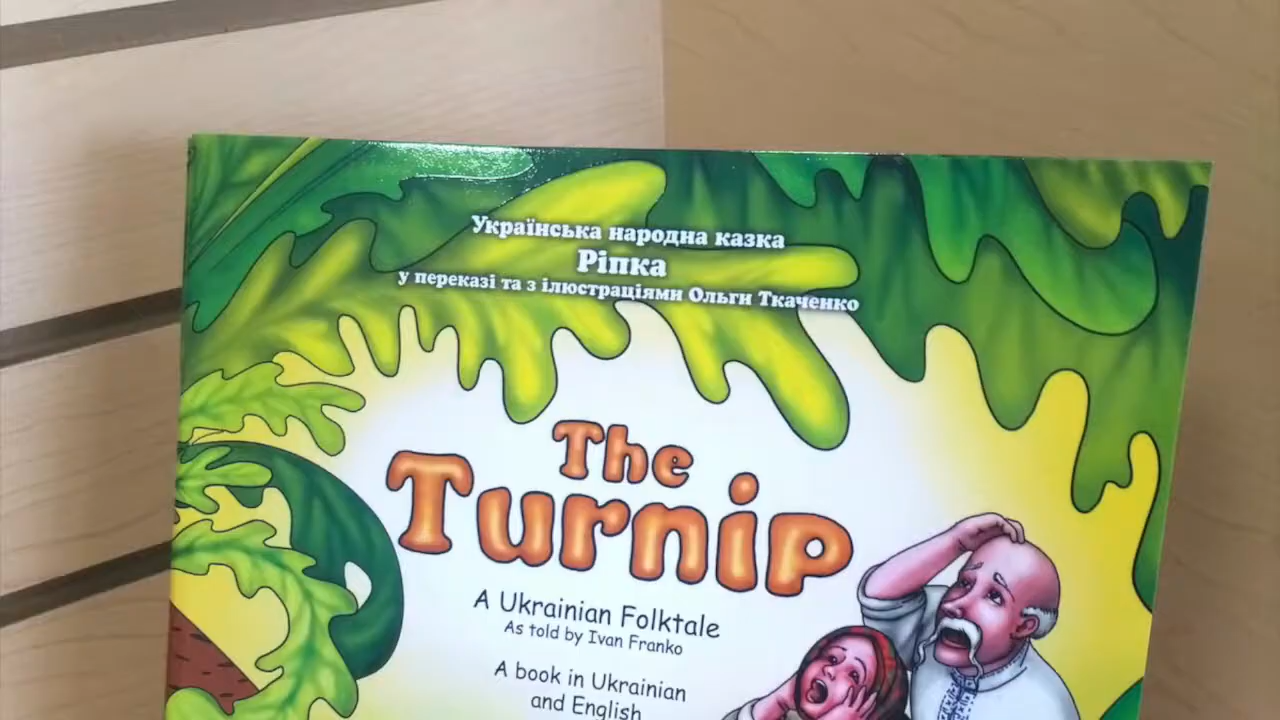 Українська народна казка
Ріпка
у переказі та з ілюстраціями Ольги Ткаченко
The
Turnip
A Ukrainian Folktale
As told by Ivan Franko
A book in Ukrainian
and English